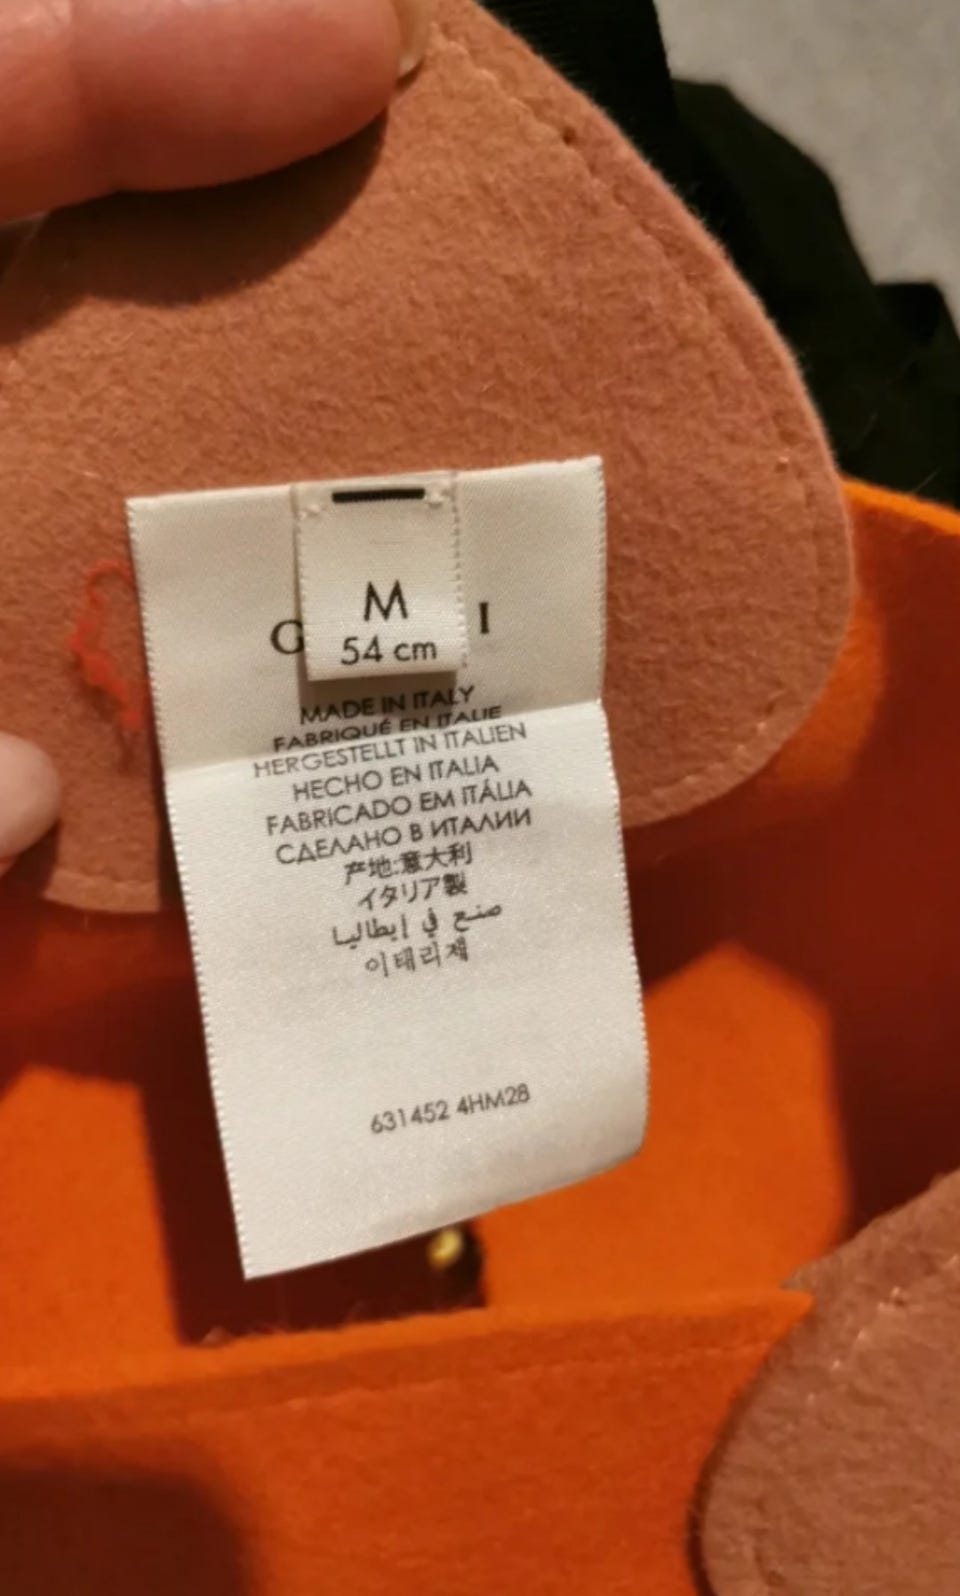 M
G I
54 cm
MADE IN ITALY
FABRIQUÉ EN ITALIE
HERGESTELLT IN ITALIEN
HECHO EN ITALIA
FABRICADO EM ITÁLIA
СДЕЛАНО В ИТАЛИИ
产地:意大利
イタリア製
صنع في إيطاليا
이태리제
631452 4HM28